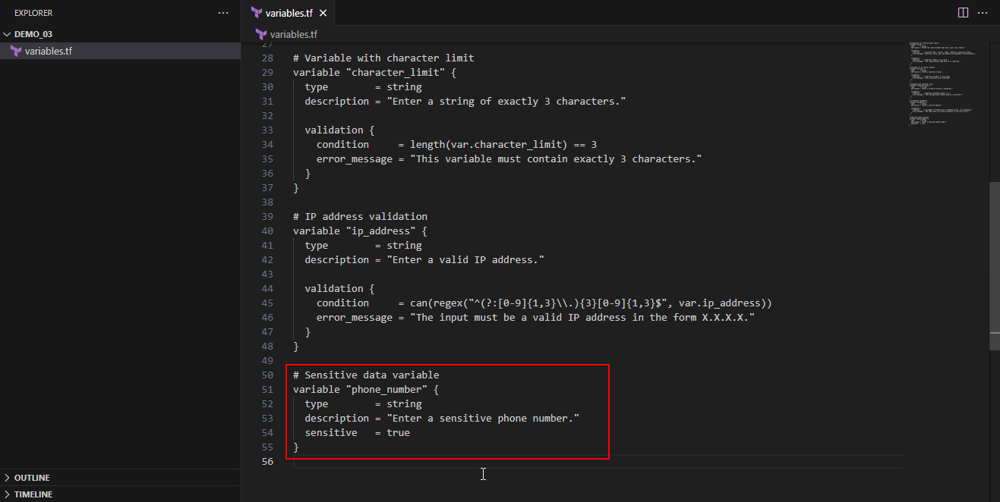 EXPLORER
DEMO_03
variables.tf
OUTLINE
TIMELINE
variables.tf
variables.tf
27
28 # Variable with character limit
29 variable "character_limit" {
30 type = string
31 description = "Enter a string of exactly 3 characters."
32
33 validation {
34 condition = length(var.character_limit) == 3
35 error_message = "This variable must contain exactly 3 characters."
36 }
37 }
38
39 # IP address validation
40 variable "ip_address" {
41 type = string
42 description = "Enter a valid IP address."
43
44 validation {
45 condition = can(regex("^(?:[0-9]{1,3}\\.){3}[0-9]{1,3}$", var.ip_address))
46 error_message = "The input must be a valid IP address in the form X.X.X.X."
47 }
48 }
49
50 # Sensitive data variable
51 variable "phone_number" {
52 type = string
53 description = "Enter a sensitive phone number."
54 sensitive = true
55 }
56